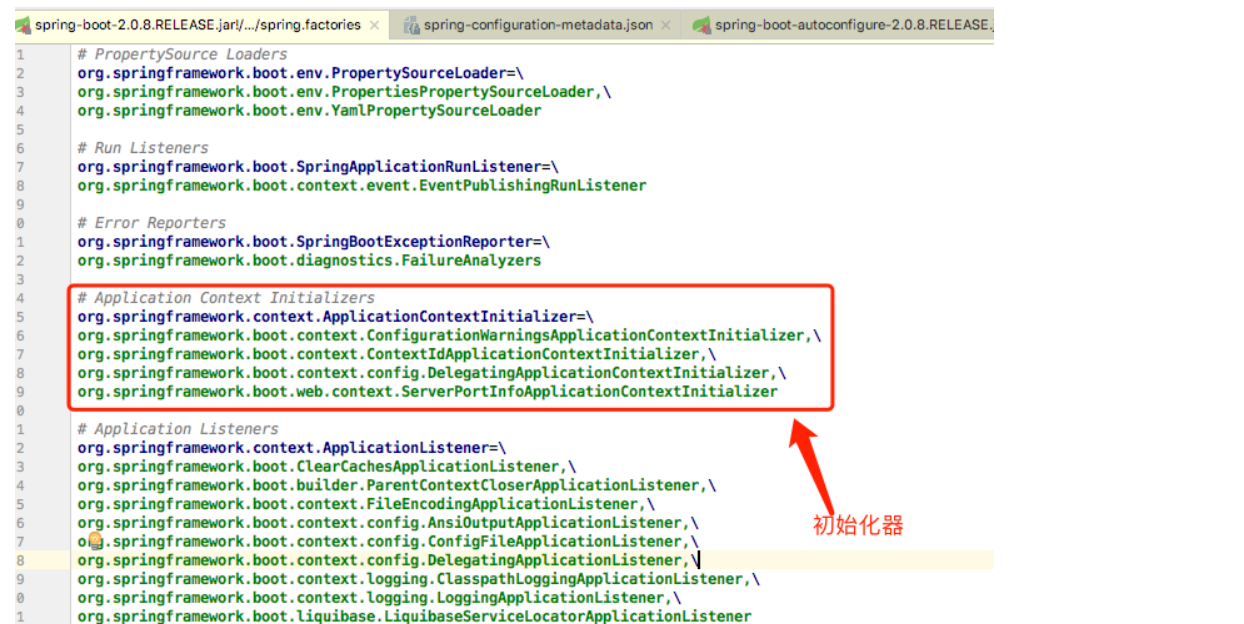 spring-boot-2.0.8.RELEASE.jar!/.../spring.factories × spring-configuration-metadata.json × spring-boot-autoconfigure-2.0.8.RELEASE.
1 # PropertySource Loaders
2 org.springframework.boot.env.PropertySourceLoader=\
3 org.springframework.boot.env.PropertiesPropertySourceLoader,\
4 org.springframework.boot.env.YamlPropertySourceLoader
5
6 # Run Listeners
7 org.springframework.boot.SpringApplicationRunListener=\
8 org.springframework.boot.context.event.EventPublishingRunListener
9
0 # Error Reporters
1 org.springframework.boot.SpringBootExceptionReporter=\
2 org.springframework.boot.diagnostics.FailureAnalyzers
3
4 # Application Context Initializers
5 org.springframework.context.ApplicationContextInitializer=\
6 org.springframework.boot.context.ConfigurationWarningsApplicationContextInitializer,\
7 org.springframework.boot.context.ContextIdApplicationContextInitializer,\
8 org.springframework.boot.context.config.DelegatingApplicationContextInitializer,\
9 org.springframework.boot.web.context.ServerPortInfoApplicationContextInitializer
0
1 # Application Listeners
2 org.springframework.context.ApplicationListener=\
3 org.springframework.boot.ClearCachesApplicationListener,\
4 org.springframework.boot.builder.ParentContextCloserApplicationListener,\
5 org.springframework.boot.context.FileEncodingApplicationListener,\
6 org.springframework.boot.context.config.AnsiOutputApplicationListener,\
初始化器
7 o.springframework.boot.context.config.ConfigFileApplicationListener,\
8 org.springframework.boot.context.config.DelegatingApplicationListener,\
9 org.springframework.boot.context.logging.ClasspathLoggingApplicationListener,\
0 org.springframework.boot.context.logging.LoggingApplicationListener,\
1 org.springframework.boot.liquibase.LiquibaseServiceLocatorApplicationListener